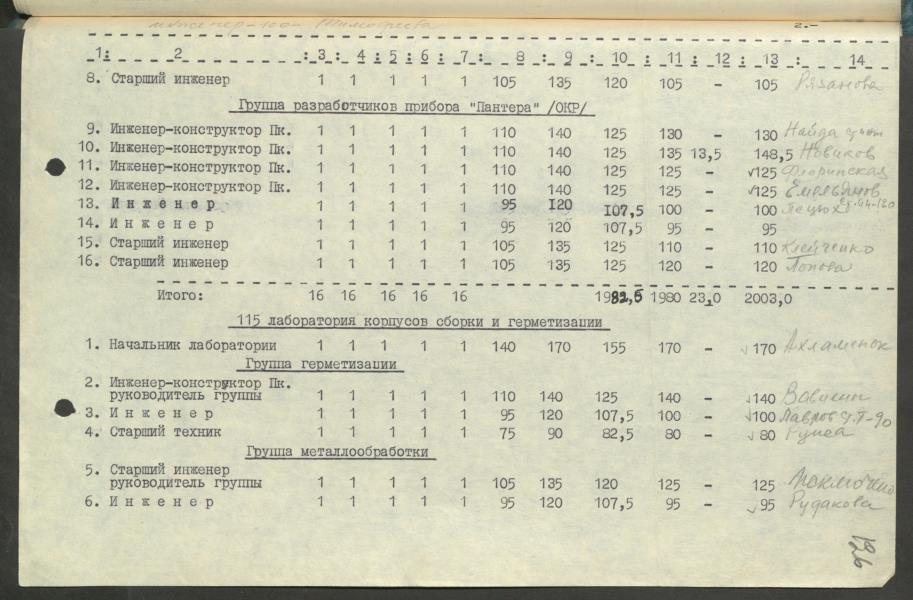 инженер-
2.-
1: 2 : 3 : 4 : 5 : 6 : 7 : 8 : 9 : 10 : 11 : 12 : 13 : 14
8. Старший инженер 1 1 1 1 1 105 135 120 105 – 105 Рязанова
Группа разработчиков прибора "Пантера" /ОКР/
9. Инженер-конструктор Пк. 1 1 1 1 1 110 140 125 130 – 130 Найда
10. Инженер-конструктор Пк. 1 1 1 1 1 110 140 125 135 13,5 148,5 Новиков
11. Инженер-конструктор Пк. 1 1 1 1 1 110 140 125 125 – 125 Флоринская
12. Инженер-конструктор Пк. 1 1 1 1 1 110 140 125 125 – 125 Емельянов
13. И н ж е н е р 1 1 1 1 1 95 120 107,5 100 – 100
14. И н ж е н е р 1 1 1 1 1 95 120 107,5 95 – 95
15. Старший инженер 1 1 1 1 1 105 135 125 110 – 110
16. Старший инженер 1 1 1 1 1 105 135 125 120 – 120 Попова
Итого: 16 16 16 16 16 1982,5 1980 23,0 2003,0
115 лаборатория корпусов сборки и герметизации
1. Начальник лаборатории 1 1 1 1 1 140 170 155 170 – 170 Ахламенок
Группа герметизации
2. Инженер-конструктор Пк.
руководитель группы 1 1 1 1 1 110 140 125 140 – 140 Вавилин
3. И н ж е н е р 1 1 1 1 1 95 120 107,5 100 – 100 Лавров
4. Старший техник 1 1 1 1 1 75 90 82,5 80 – 80
Группа металлообработки
5. Старший инженер
руководитель группы 1 1 1 1 1 105 135 120 125 – 125
6. И н ж е н е р 1 1 1 1 1 95 120 107,5 95 – 95 Рудакова
126